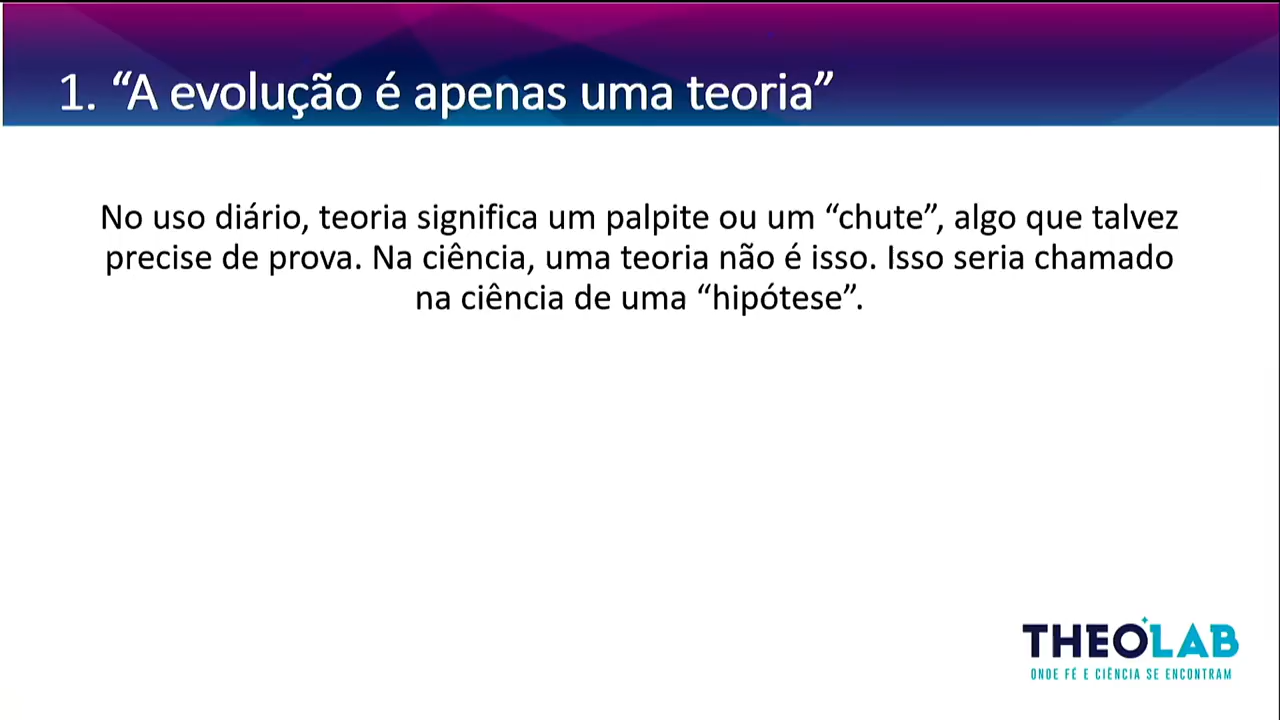 1. “A evolução é apenas uma teoria”
No uso diário, teoria significa um palpite ou um “chute”, algo que talvez
precise de prova. Na ciência, uma teoria não é isso. Isso seria chamado
na ciência de uma “hipótese”.
THEOLAB
ONDE FÉ E CIÊNCIA SE ENCONTRAM